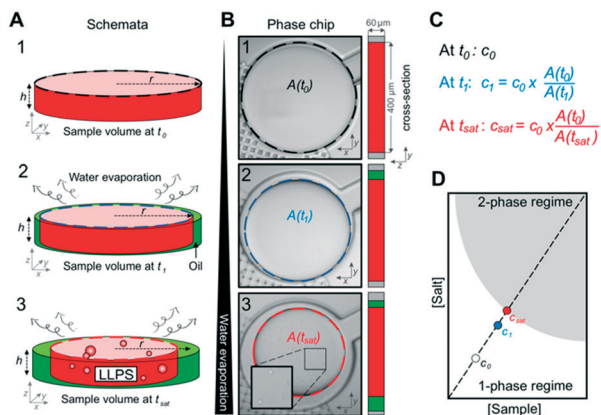 A
Schemata
1
r
h
z
y
x
Sample volume at t0
2
Water evaporation
r
h
z
y
x
Oil
Sample volume at t1
3
r
h
LLPS
z
y
x
Sample volume at tsat
B
Phase chip
60 µm
Water evaporation
1
A(t0)
y
x
400 µm
cross-section
y
z
2
A(t1)
y
x
3
A(tsat)
y
x
C
At t0: c0
At t1: c1 = c0 x A(t0)
A(t1)
At tsat: csat = c0 x A(t0)
A(tsat)
D
2-phase regime
[Salt]
csat
c1
c0
1-phase regime
[Sample]